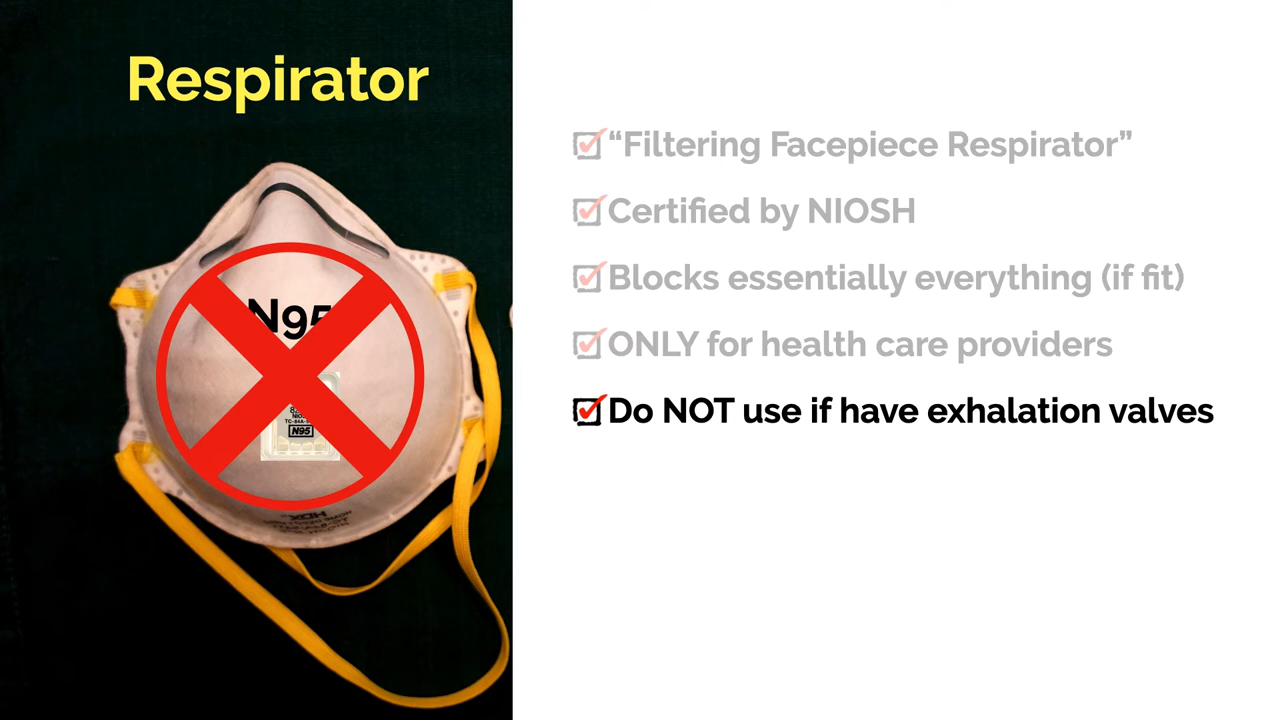 Respirator
N95
N95
“Filtering Facepiece Respirator”
Certified by NIOSH
Blocks essentially everything (if fit)
ONLY for health care providers
Do NOT use if have exhalation valves